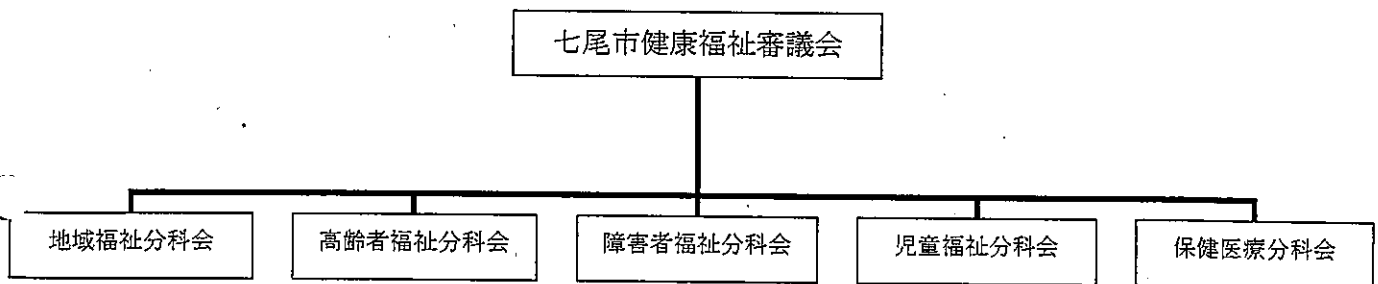 七尾市健康福祉審議会
地域福祉分科会
高齢者福祉分科会
障害者福祉分科会
児童福祉分科会
保健医療分科会